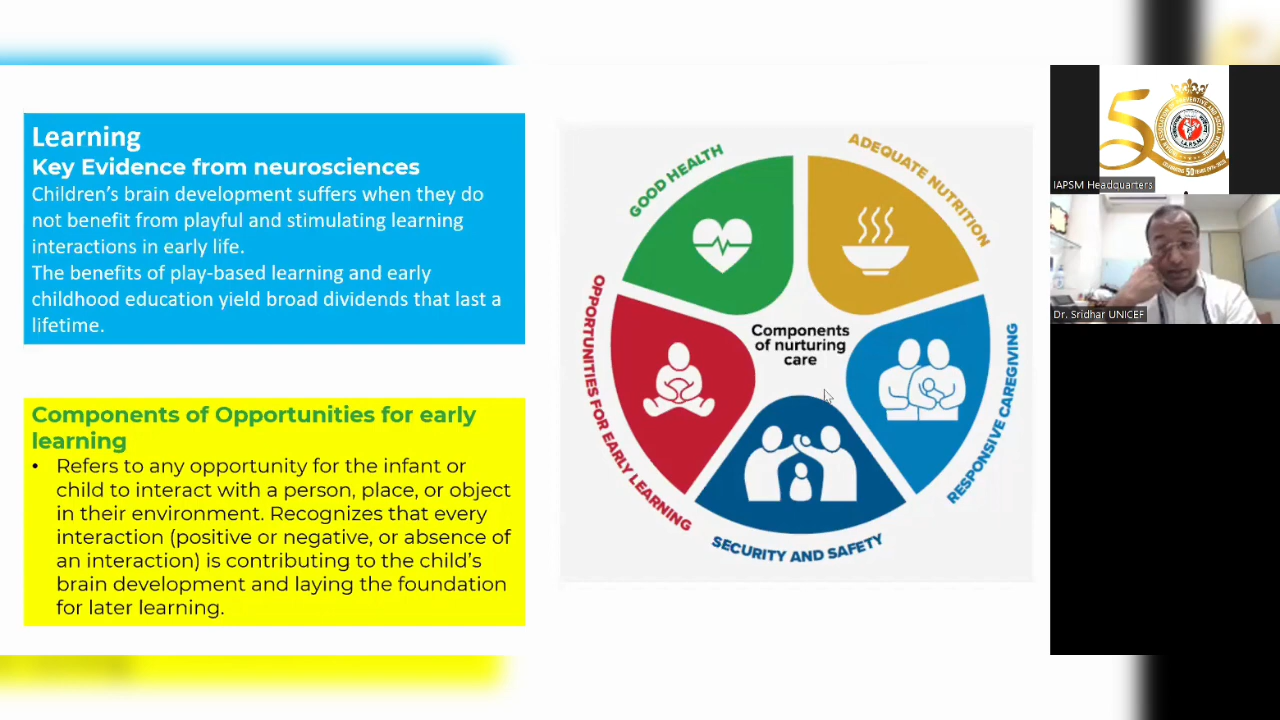 Learning
Key Evidence from neurosciences
Children's brain development suffers when they do
not benefit from playful and stimulating learning
interactions in early life.
The benefits of play-based learning and early
childhood education yield broad dividends that last a
lifetime.
Components of Opportunities for early
learning
• Refers to any opportunity for the infant or
child to interact with a person, place, or object
in their environment. Recognizes that every
interaction (positive or negative, or absence of
an interaction) is contributing to the child's
brain development and laying the foundation
for later learning.
GOOD HEALTH
ADEQUATE NUTRITION
RESPONSIVE CAREGIVING
SECURITY AND SAFETY
OPPORTUNITIES FOR EARLY LEARNING
Components
of nurturing
care
50
I.A.P.S.M.
IAPSM Headquarters
Dr. Sridhar UNICEF